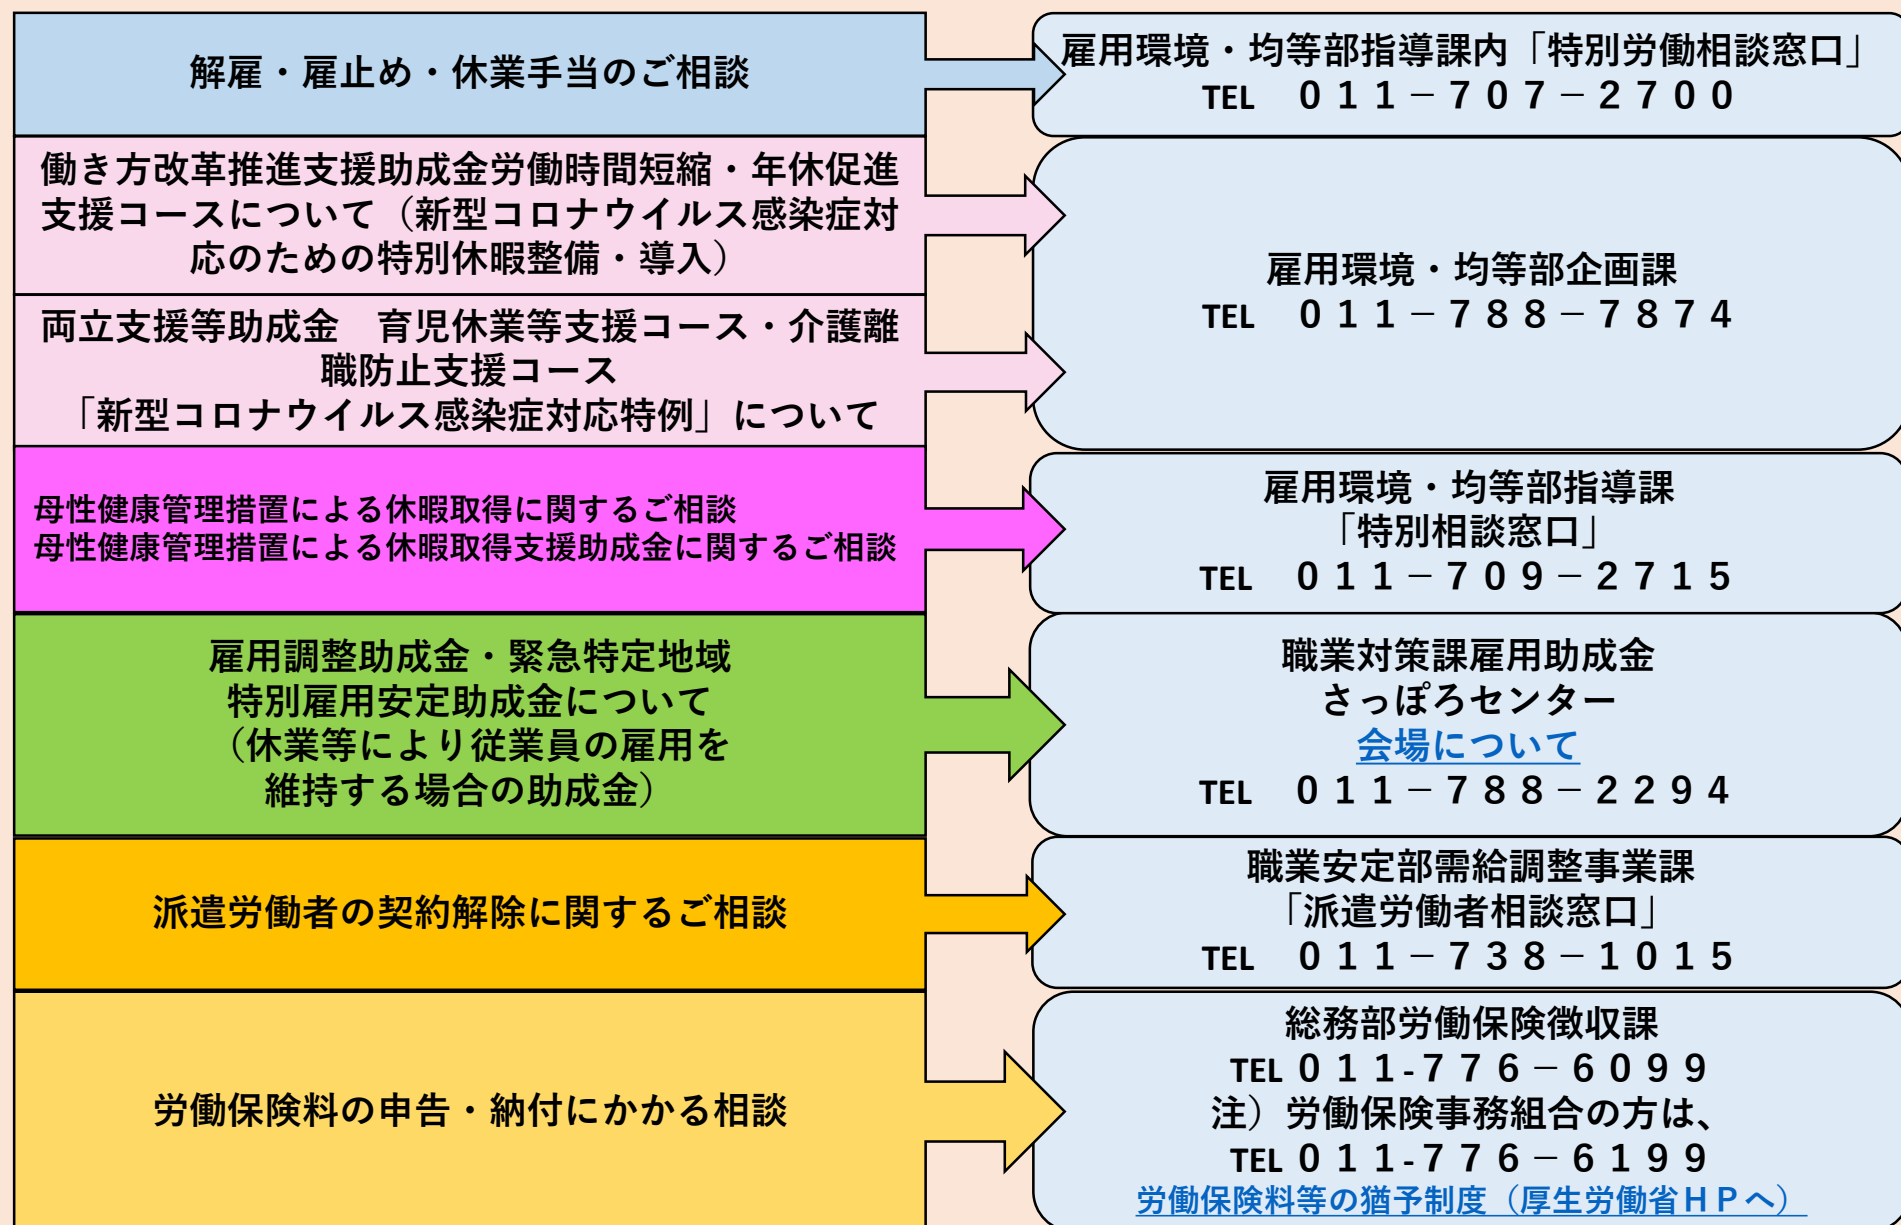 解雇・雇止め・休業手当のご相談
雇用環境・均等部指導課内「特別労働相談窓口」
TEL　０１１－７０７－２７００
働き方改革推進支援助成金労働時間短縮・年休促進
支援コースについて（新型コロナウイルス感染症対
応のための特別休暇整備・導入）
両立支援等助成金　育児休業等支援コース・介護離
職防止支援コース
「新型コロナウイルス感染症対応特例」について
雇用環境・均等部企画課
TEL　０１１－７８８－７８７４
母性健康管理措置による休暇取得に関するご相談
母性健康管理措置による休暇取得支援助成金に関するご相談
雇用環境・均等部指導課
「特別相談窓口」
TEL　０１１－７０９－２７１５
雇用調整助成金・緊急特定地域
特別雇用安定助成金について
（休業等により従業員の雇用を
維持する場合の助成金）
職業対策課雇用助成金
さっぽろセンター
会場について
TEL　０１１－７８８－２２９４
派遣労働者の契約解除に関するご相談
職業安定部需給調整事業課
「派遣労働者相談窓口」
TEL　０１１－７３８－１０１５
労働保険料の申告・納付にかかる相談
総務部労働保険徴収課
TEL ０１１-７７６－６０９９
注）労働保険事務組合の方は、
TEL ０１１-７７６－６１９９
労働保険料等の猶予制度（厚生労働省ＨＰへ）